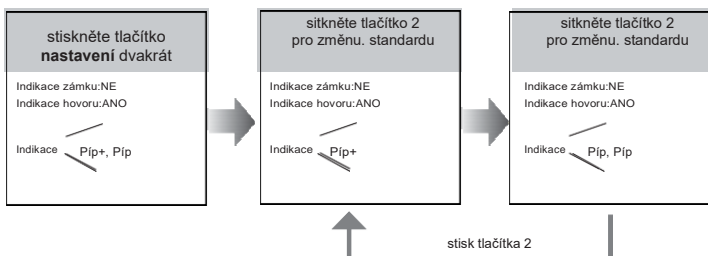 stiskněte tlačítko
nastavení dvakrát
Indikace zámku:NE
Indikace hovoru:ANO
Indikace Píp+, Píp
sitkněte tlačítko 2
pro změnu. standardu
Indikace zámku:NE
Indikace hovoru:ANO
Indikace Píp+
sitkněte tlačítko 2
pro změnu. standardu
Indikace zámku:NE
Indikace hovoru:ANO
Indikace Píp, Píp
stisk tlačítka 2